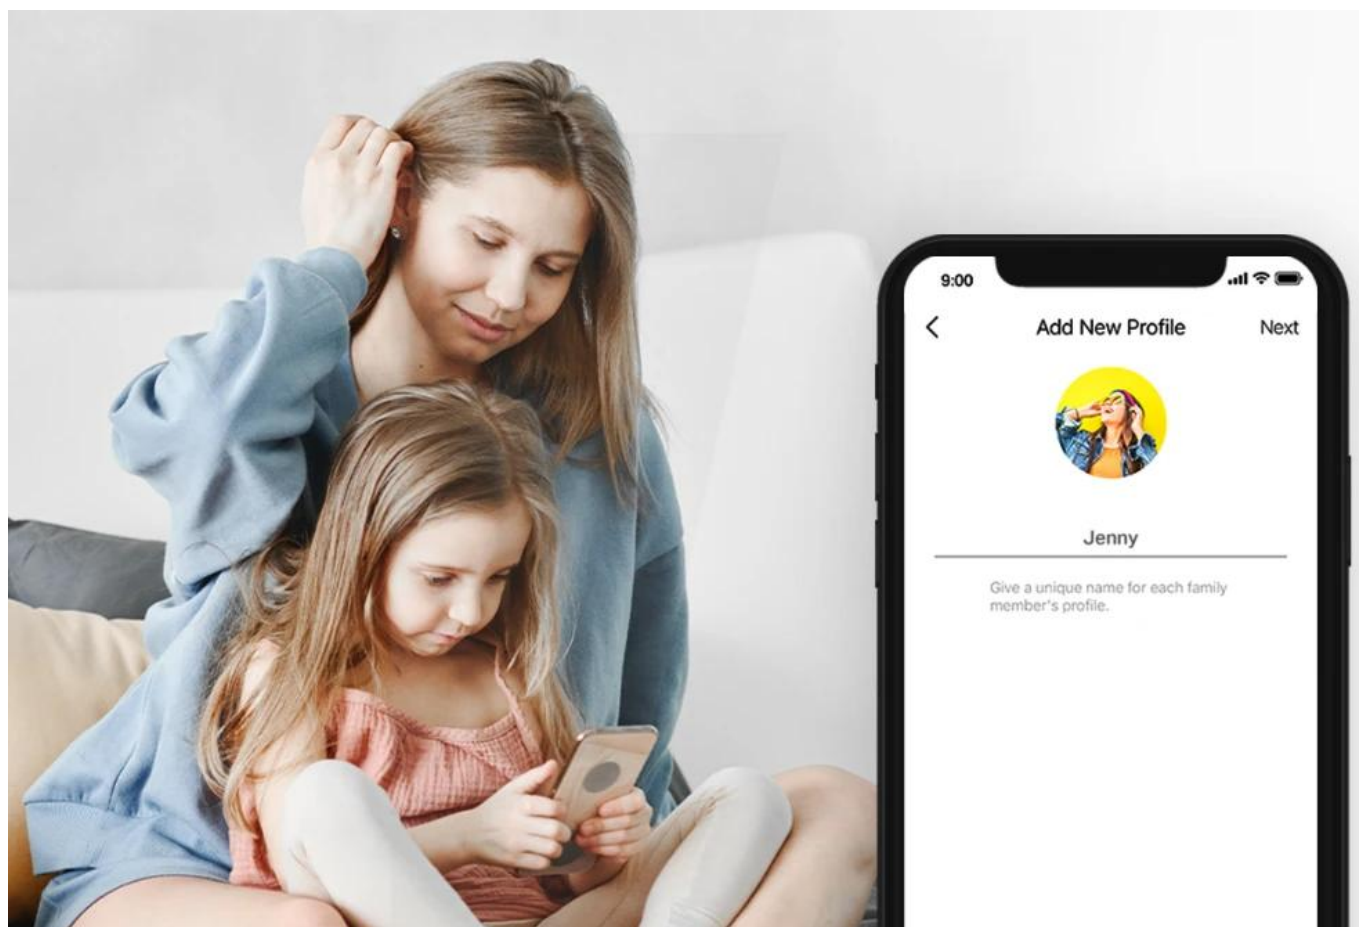 9:00
Add New Profile
Next
Jenny
Give a unique name for each family
member's profile.